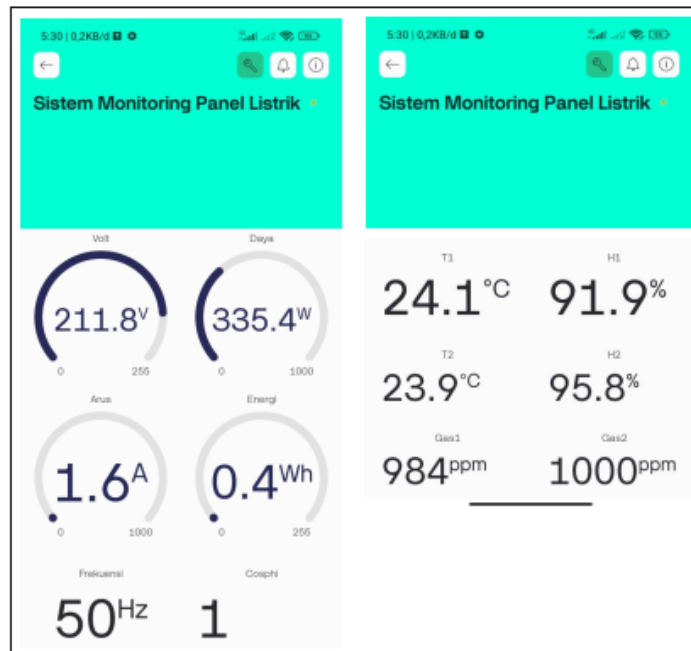 5:30 | 0,2KB/d
Sistem Monitoring Panel Listrik
Volt
Daya
211.8V
335.4W
0 255
0 1000
Arus
Energi
1.6A
0.4Wh
0 1000
0 255
Frekuensi
Cosphi
50Hz
1
5:30 | 0,2KB/d
Sistem Monitoring Panel Listrik
T1
H1
24.1°C
91.9%
T2
H2
23.9°C
95.8%
Gas1
Gas2
984ppm
1000ppm